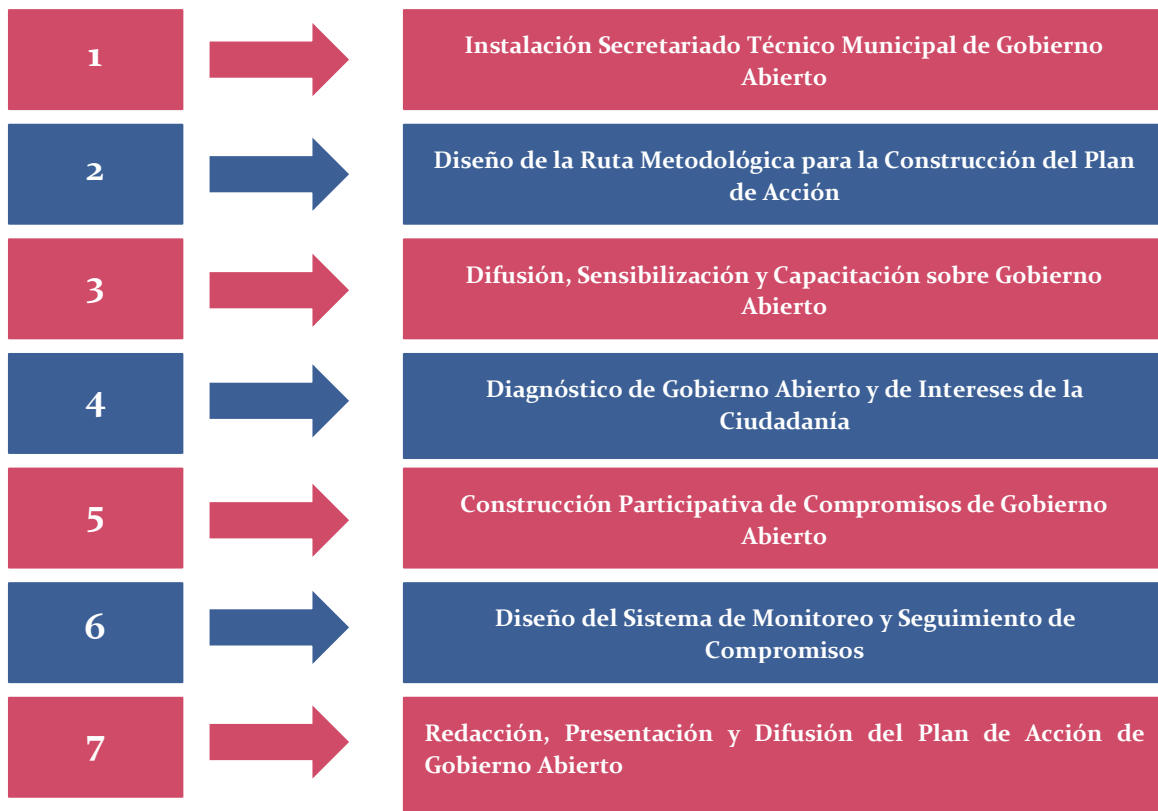 1
Instalación Secretariado Técnico Municipal de Gobierno
Abierto
2
Diseño de la Ruta Metodológica para la Construcción del Plan
de Acción
3
Difusión, Sensibilización y Capacitación sobre Gobierno
Abierto
4
Diagnóstico de Gobierno Abierto y de Intereses de la
Ciudadanía
5
Construcción Participativa de Compromisos de Gobierno
Abierto
6
Diseño del Sistema de Monitoreo y Seguimiento de
Compromisos
7
Redacción, Presentación y Difusión del Plan de Acción de
Gobierno Abierto